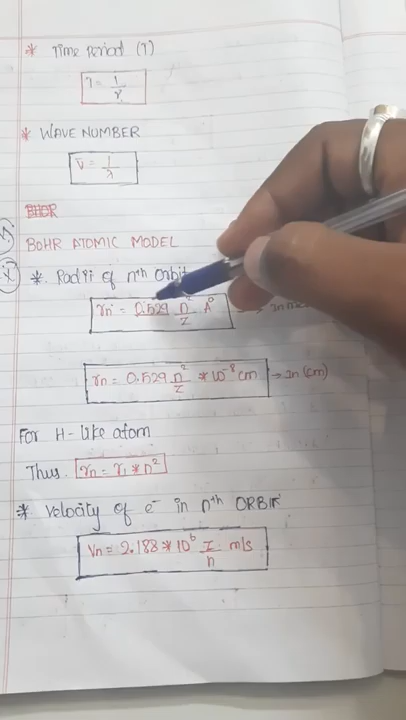 * Time period (T)
T = 1/γ
* WAVE NUMBER
v̄ = 1/λ
BOHR ATOMIC MODEL
*. Radii of nth Orbit
rn = 0.529 n²/Z A°
rn = 0.529 n²/Z * 10⁻⁸ cm → In (cm)
For H-like atom
Thus. rn = r₁ * n²
* Velocity of e⁻ in nth ORBIT
Vn = 2.188 * 10⁶ Z/n m/s